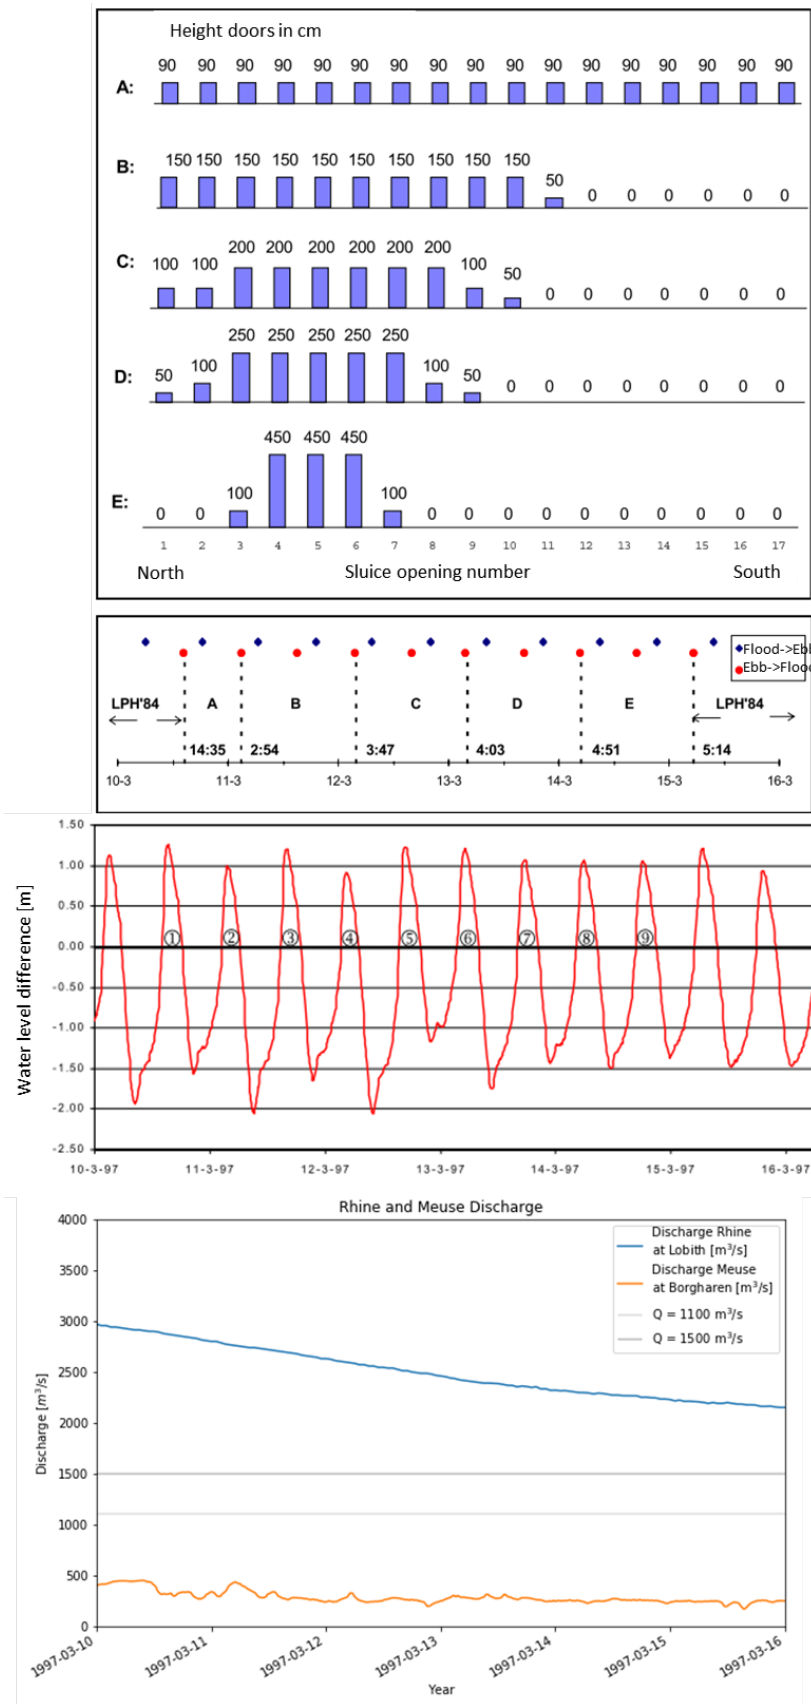 Height doors in cm
90 90 90 90 90 90 90 90 90 90 90 90 90 90 90 90 90
A:
150 150 150 150 150 150 150 150 150 150 50 0 0 0 0 0 0
B:
100 100 200 200 200 200 200 200 100 50 0 0 0 0 0 0 0
C:
50 100 250 250 250 250 250 100 50 0 0 0 0 0 0 0 0
D:
0 0 100 450 450 450 100 0 0 0 0 0 0 0 0 0 0
E:
1 2 3 4 5 6 7 8 9 10 11 12 13 14 15 16 17
North Sluice opening number South
Flood->Ebb
Ebb->Flood
LPH'84 A B C D E LPH'84
14:35 2:54 3:47 4:03 4:51 5:14
10-3 11-3 12-3 13-3 14-3 15-3 16-3
Water level difference [m]
1.50
1.00
0.50
0.00
-0.50
-1.00
-1.50
-2.00
-2.50
① ② ③ ④ ⑤ ⑥ ⑦ ⑧ ⑨
10-3-97 11-3-97 12-3-97 13-3-97 14-3-97 15-3-97 16-3-97
Rhine and Meuse Discharge
Discharge Rhine
at Lobith [m³/s]
Discharge Meuse
at Borgharen [m³/s]
Q = 1100 m³/s
Q = 1500 m³/s
Discharge [m³/s]
4000
3500
3000
2500
2000
1500
1000
500
0
1997-03-10 1997-03-11 1997-03-12 1997-03-13 1997-03-14 1997-03-15 1997-03-16
Year